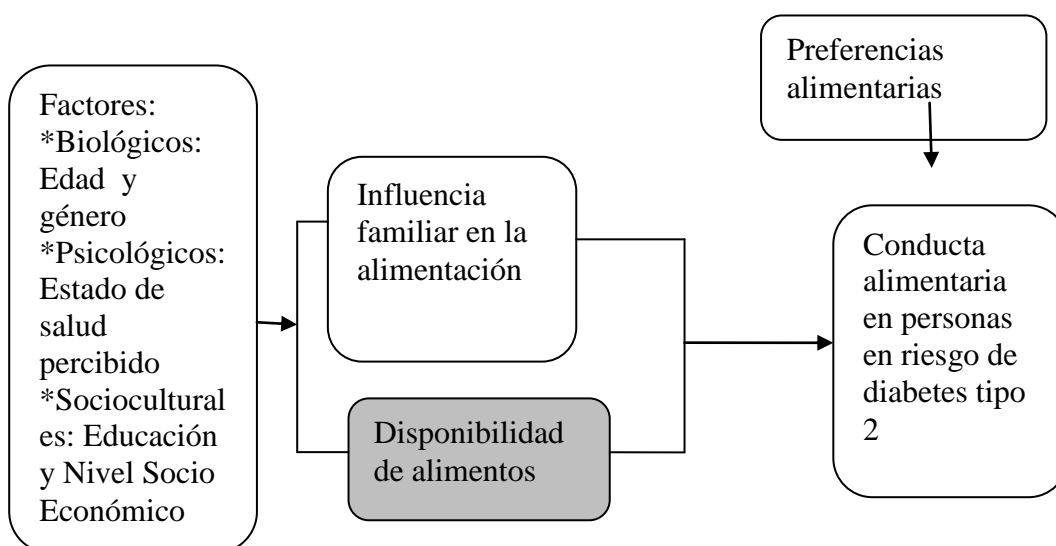 Factores:
*Biológicos:
Edad y
género
*Psicológicos:
Estado de
salud
percibido
*Sociocultural
es: Educación
y Nivel Socio
Económico
Influencia
familiar en la
alimentación
Disponibilidad
de alimentos
Preferencias
alimentarias
Conducta
alimentaria
en personas
en riesgo de
diabetes tipo
2